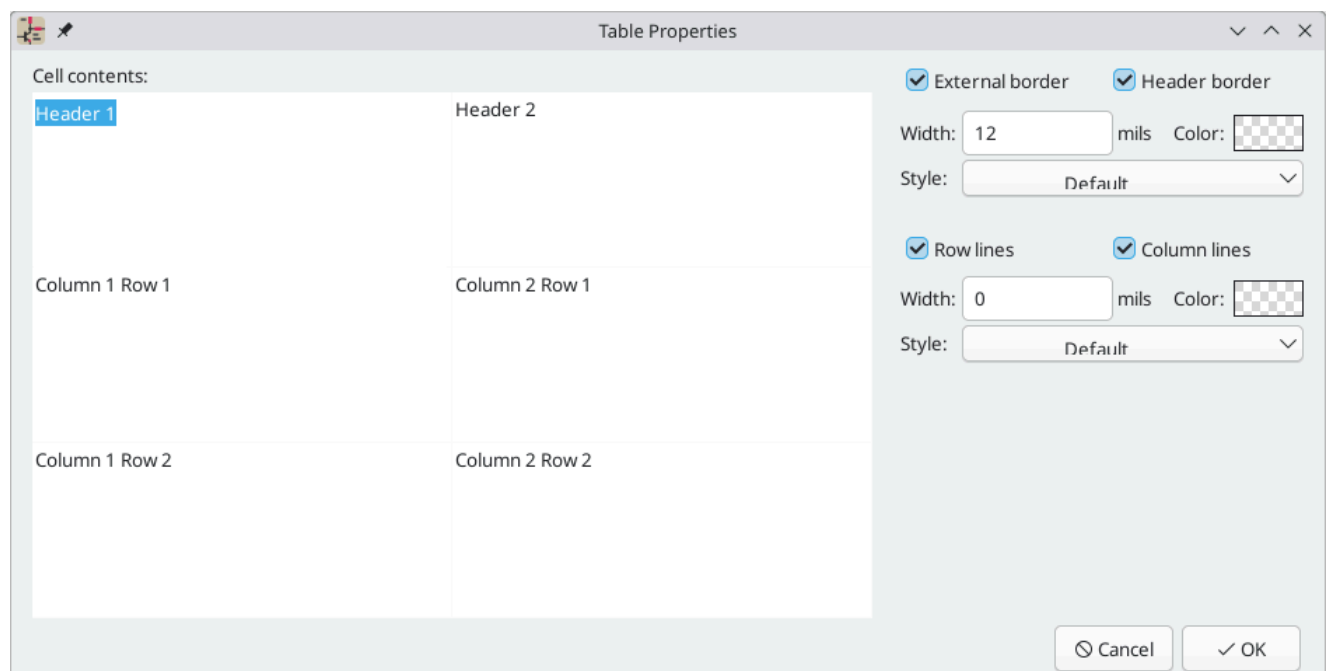 Table Properties
Cell contents:
Header 1 Header 2
Column 1 Row 1 Column 2 Row 1
Column 1 Row 2 Column 2 Row 2
External border Header border
Width: 12 mils Color:
Style: Default
Row lines Column lines
Width: 0 mils Color:
Style: Default
Cancel OK